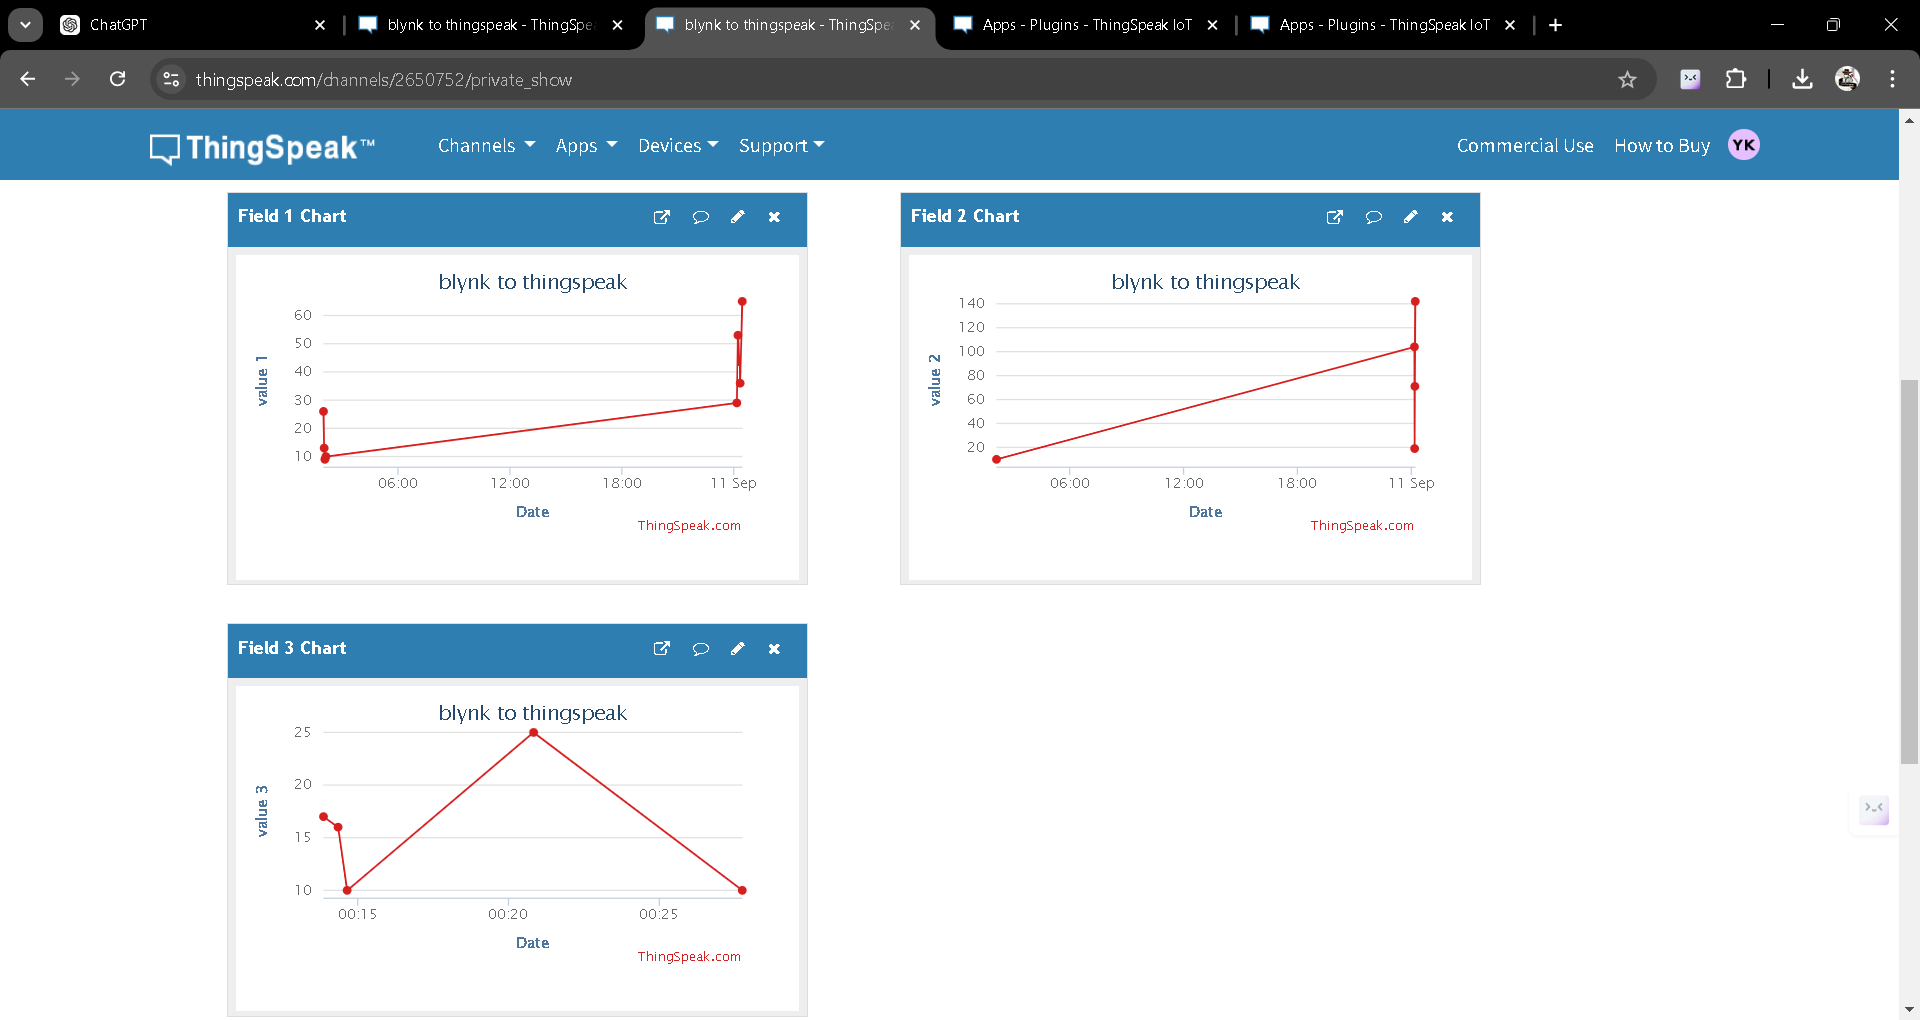 ChatGPT
blynk to thingspeak - ThingSpe
blynk to thingspeak - ThingSpe
Apps - Plugins - ThingSpeak IoT
Apps - Plugins - ThingSpeak IoT
thingspeak.com/channels/2650752/private_show
ThingSpeak™
Channels
Apps
Devices
Support
Commercial Use
How to Buy
YK
Field 1 Chart
blynk to thingspeak
value 1
60
50
40
30
20
10
06:00
12:00
18:00
11 Sep
Date
ThingSpeak.com
Field 2 Chart
blynk to thingspeak
value 2
140
120
100
80
60
40
20
06:00
12:00
18:00
11 Sep
Date
ThingSpeak.com
Field 3 Chart
blynk to thingspeak
value 3
25
20
15
10
00:15
00:20
00:25
Date
ThingSpeak.com